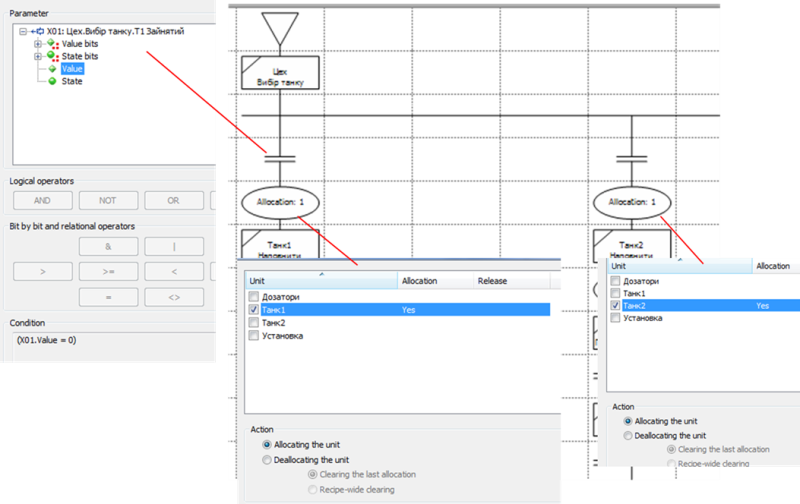 Parameter
X01: Цех.Вибір танку.Т1 Зайнятий
Value bits
State bits
Value
State
Logical operators
AND
NOT
OR
Bit by bit and relational operators
&
|
>
>=
<
=
<>
Condition
(X01.Value = 0)
Цех
Вибір танку
Allocation: 1
Allocation: 1
Танк1
Наповнити
Танк2
Наповнити
Unit
Allocation
Release
Дозатори
Танк1
Yes
Танк2
Установка
Action
Allocating the unit
Deallocating the unit
Clearing the last allocation
Recipe-wide clearing
Unit
Allocation
Дозатори
Танк1
Танк2
Yes
Установка
Action
Allocating the unit
Deallocating the unit
Clearing the last allocation
Recipe-wide clearing